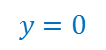 y = 0